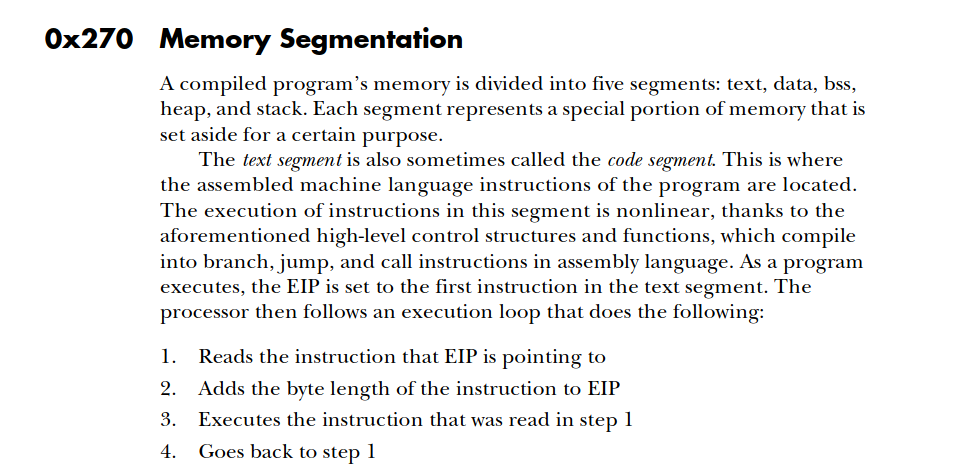 0x270 Memory Segmentation
A compiled program’s memory is divided into five segments: text, data, bss,
heap, and stack. Each segment represents a special portion of memory that is
set aside for a certain purpose.
The text segment is also sometimes called the code segment. This is where
the assembled machine language instructions of the program are located.
The execution of instructions in this segment is nonlinear, thanks to the
aforementioned high-level control structures and functions, which compile
into branch, jump, and call instructions in assembly language. As a program
executes, the EIP is set to the first instruction in the text segment. The
processor then follows an execution loop that does the following:
1. Reads the instruction that EIP is pointing to
2. Adds the byte length of the instruction to EIP
3. Executes the instruction that was read in step 1
4. Goes back to step 1